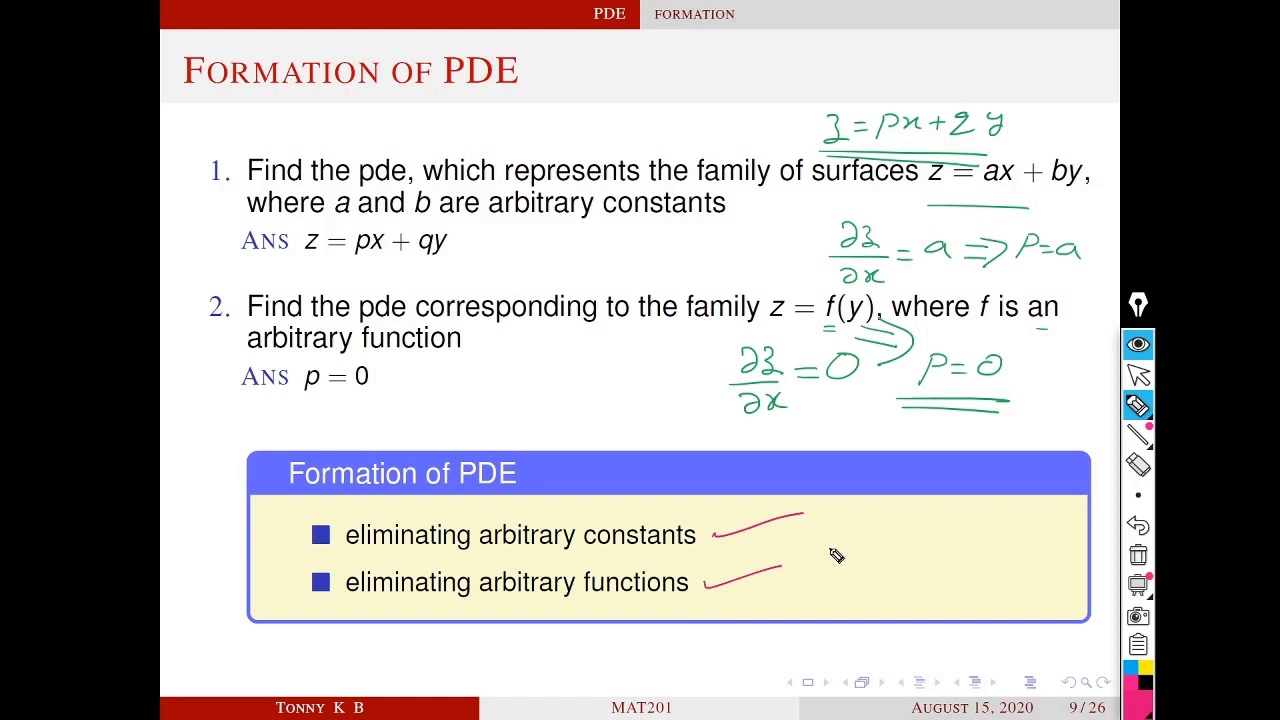 PDE FORMATION
FORMATION OF PDE
z = px + qy
1. Find the pde, which represents the family of surfaces z = ax + by,
where a and b are arbitrary constants
ANS z = px + qy
∂z/∂x = a ⇒ p = a
2. Find the pde corresponding to the family z = f(y), where f is an
arbitrary function
∂z/∂x = 0 ⇒ p = 0
ANS p = 0
Formation of PDE
eliminating arbitrary constants
eliminating arbitrary functions
TONNY K B MAT201 AUGUST 15, 2020 9 / 26